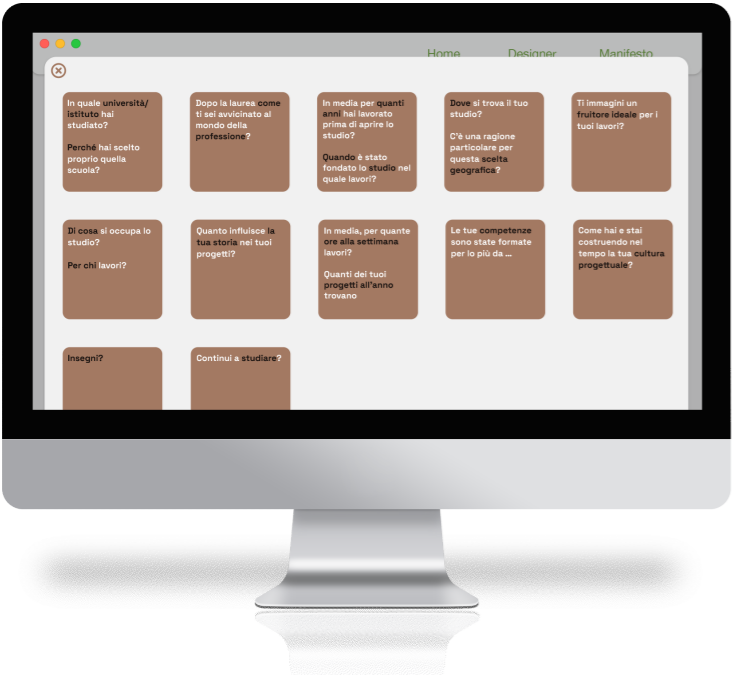 Home Designer Manifesto
In quale università/
istituto hai
studiato?
Perché hai scelto
proprio quella
scuola?
Dopo la laurea come
ti sei avvicinato al
mondo della
professione?
In media per quanti
anni hai lavorato
prima di aprire lo
studio?
Quando è stato
fondato lo studio nel
quale lavori?
Dove si trova il tuo
studio?
C'è una ragione
particolare per
questa scelta
geografica?
Ti immagini un
fruitore ideale per i
tuoi lavori?
Di cosa si occupa lo
studio?
Per chi lavori?
Quanto influisce la
tua storia nei tuoi
progetti?
In media, per quante
ore alla settimana
lavori?
Quanti dei tuoi
progetti all'anno
trovano
Le tue competenze
sono state formate
per lo più da ...
Come hai e stai
costruendo nel
tempo la tua cultura
progettuale?
Insegni?
Continui a studiare?